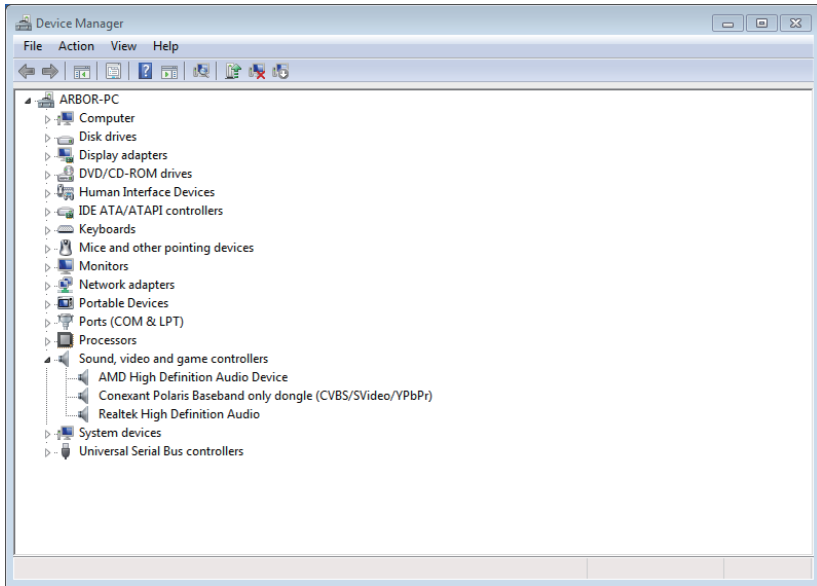 Device Manager
File Action View Help
ARBOR-PC
Computer
Disk drives
Display adapters
DVD/CD-ROM drives
Human Interface Devices
IDE ATA/ATAPI controllers
Keyboards
Mice and other pointing devices
Monitors
Network adapters
Portable Devices
Ports (COM & LPT)
Processors
Sound, video and game controllers
AMD High Definition Audio Device
Conexant Polaris Baseband only dongle (CVBS/SVideo/YPbPr)
Realtek High Definition Audio
System devices
Universal Serial Bus controllers